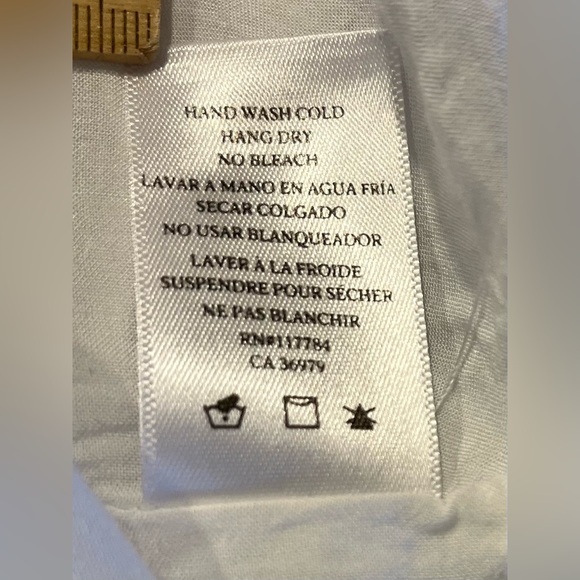 HAND WASH COLD
HANG DRY
NO BLEACH
LAVAR A MANO EN AGUA FRÍA
SECAR COLGADO
NO USAR BLANQUEADOR
LAVER À LA FROIDE
SUSPENDRE POUR SÉCHER
NE PAS BLANCHIR
RN#117784
CA 36979